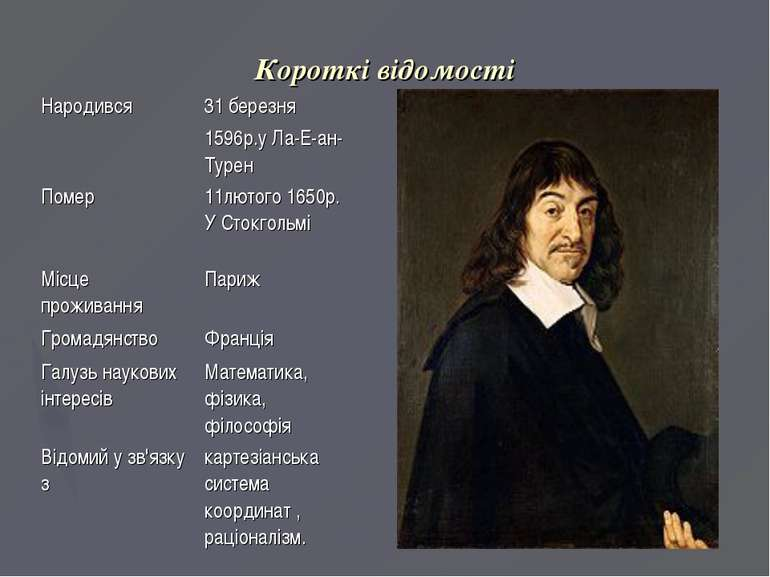 Короткі відомості
Народився 31 березня
1596р.у Ла-Е-ан-
Турен
Помер 11лютого 1650р.
У Стокгольмі
Місце Париж
проживання
Громадянство Франція
Галузь наукових Математика,
інтересів фізика,
філософія
Відомий у зв'язку картезіанська
з система
координат ,
раціоналізм.